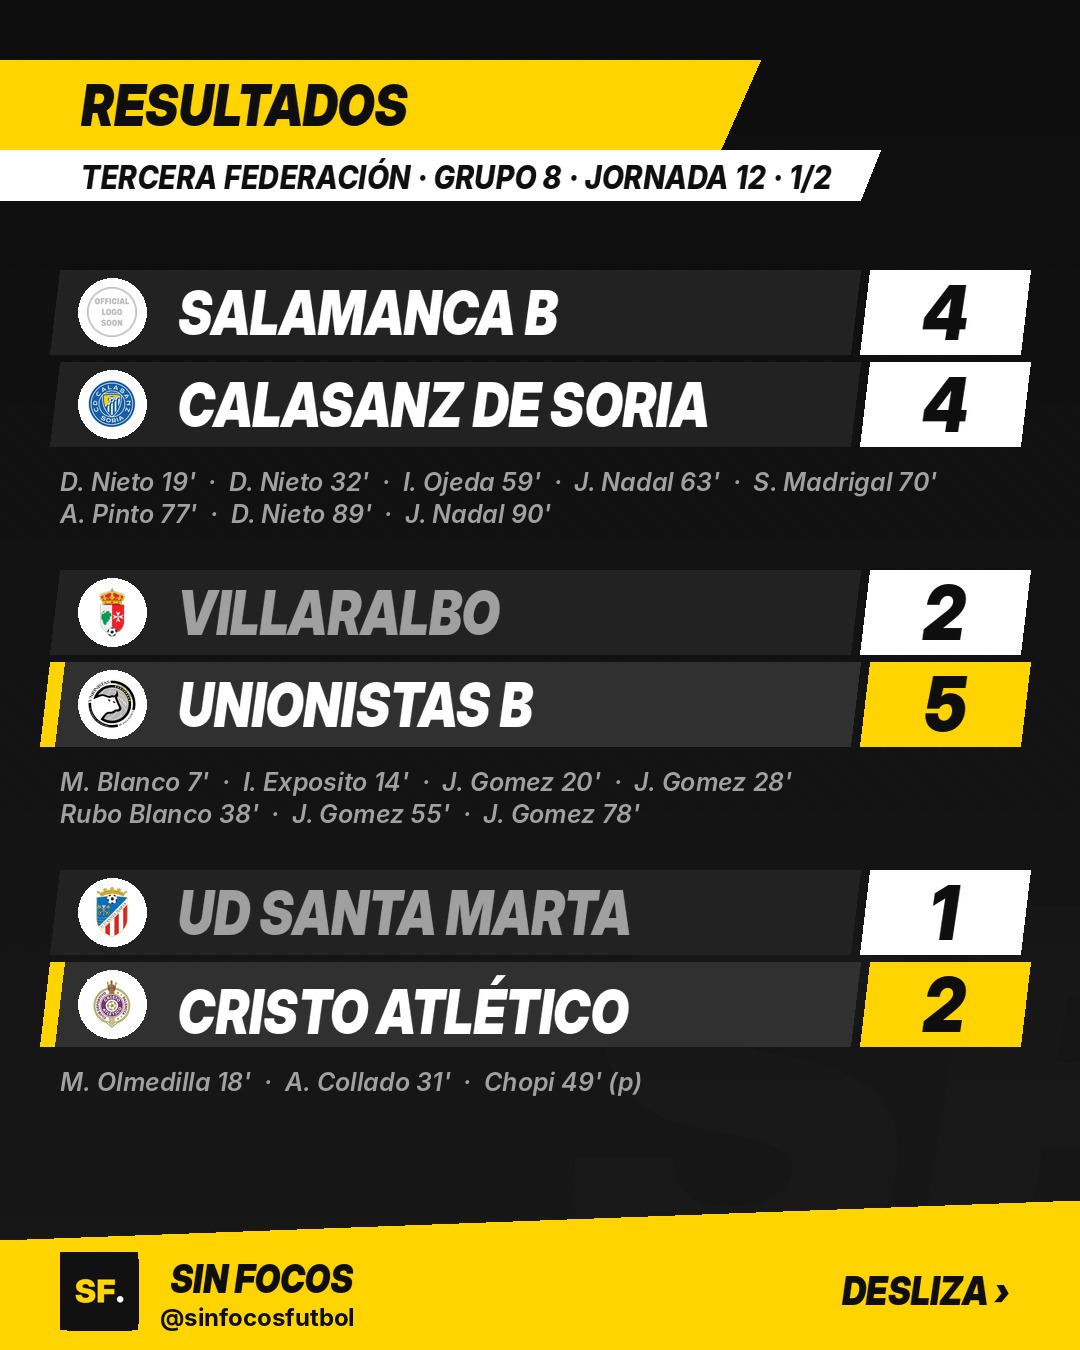 RESULTADOS
TERCERA FEDERACIÓN · GRUPO 8 · JORNADA 12 · 1/2
OFFICIAL
LOGO
SOON
SALAMANCA B
4
CD CALASANZ
SORIA
CALASANZ DE SORIA
4
D. Nieto 19' · D. Nieto 32' · I. Ojeda 59' · J. Nadal 63' · S. Madrigal 70'
A. Pinto 77' · D. Nieto 89' · J. Nadal 90'
VILLARALBO
2
UNIONISTAS B
5
M. Blanco 7' · I. Exposito 14' · J. Gomez 20' · J. Gomez 28'
Rubo Blanco 38' · J. Gomez 55' · J. Gomez 78'
UD SANTA MARTA
1
CRISTO ATLÉTICO
2
M. Olmedilla 18' · A. Collado 31' · Chopi 49' (p)
SF.
SIN FOCOS
@sinfocosfutbol
DESLIZA ›